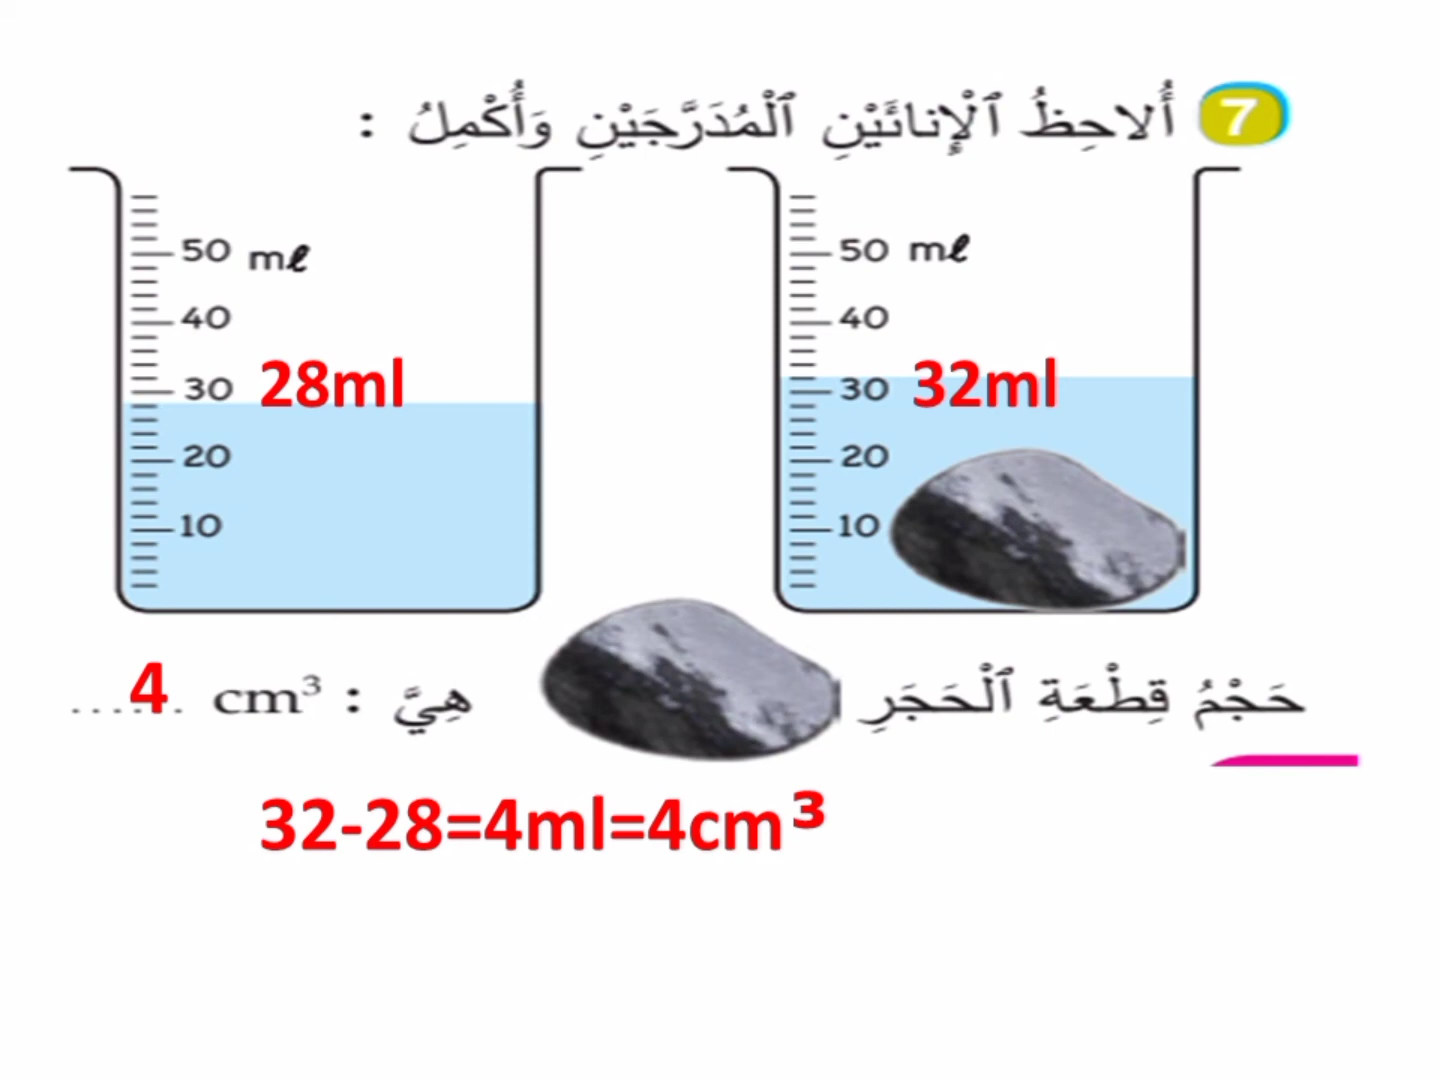 7 أُلاحِظُ ٱلْإِنائَيْنِ ٱلْمُدَرَّجَيْنِ وَأُكْمِلُ :
50 mℓ
40
30 28ml
20
10
50 mℓ
40
30 32ml
20
10
حَجْمُ قِطْعَةِ ٱلْحَجَرِ هِيَّ : cm³ ...4...
32-28=4ml=4cm³